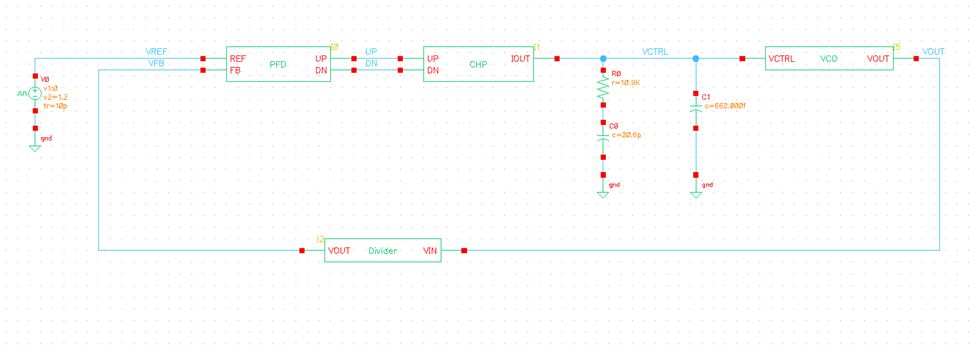 VREF
VFB
V0
v1:0
v2=1.2
tr=10p
gnd
I0
REF
FB
PFD
UP
DN
UP
DN
I1
UP
DN
CHP
IOUT
VCTRL
R0
r=10.9K
C0
c=20.6p
gnd
C1
c=662.000f
gnd
I5
VCTRL
VCO
VOUT
VOUT
I2
VOUT
Divider
VIN